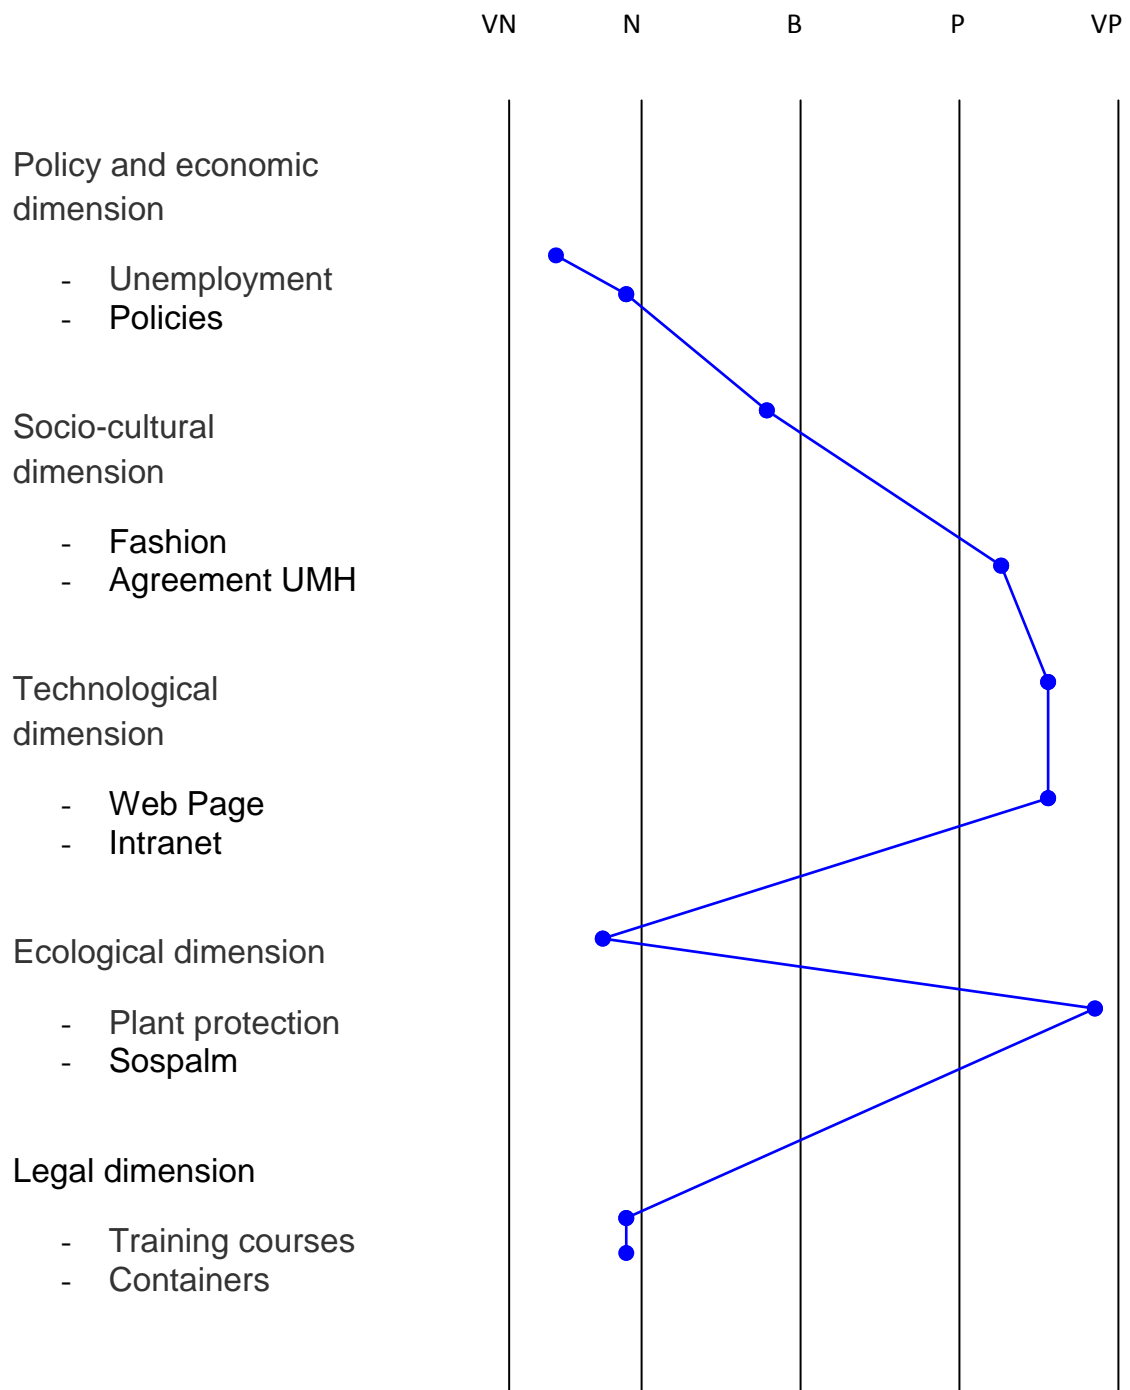 VN N B P VP
Policy and economic
dimension
- Unemployment
- Policies
Socio-cultural
dimension
- Fashion
- Agreement UMH
Technological
dimension
- Web Page
- Intranet
Ecological dimension
- Plant protection
- Sospalm
Legal dimension
- Training courses
- Containers